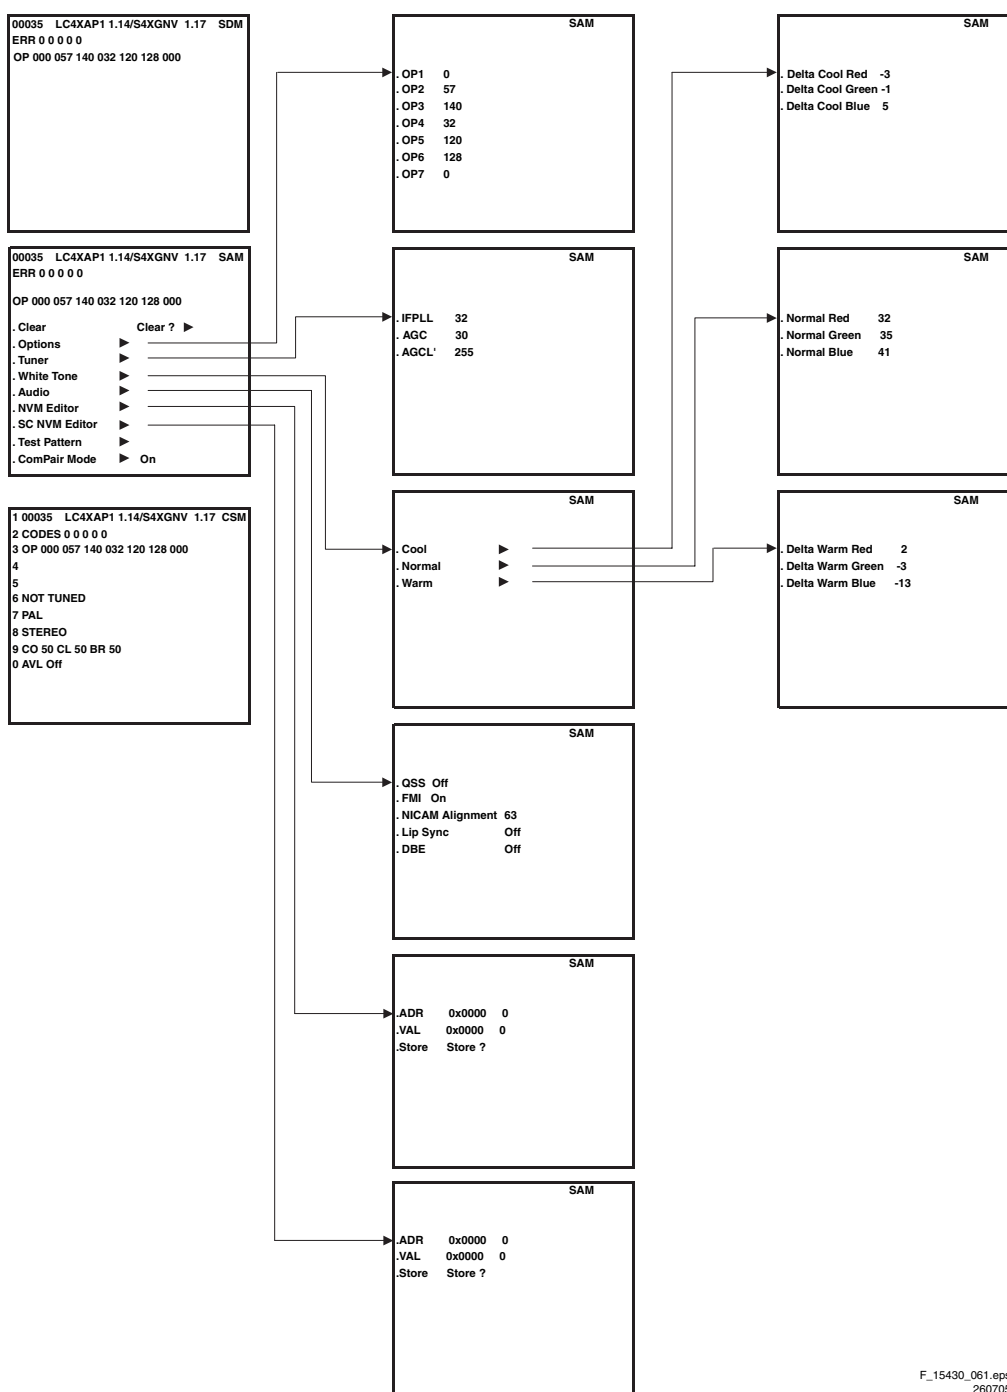 00035 LC4XAP1 1.14/S4XGNV 1.17 SDM
ERR 0 0 0 0 0
OP 000 057 140 032 120 128 000
00035 LC4XAP1 1.14/S4XGNV 1.17 SAM
ERR 0 0 0 0 0
OP 000 057 140 032 120 128 000
. Clear Clear ? ►
. Options ►
. Tuner ►
. White Tone ►
. Audio ►
. NVM Editor ►
. SC NVM Editor ►
. Test Pattern ►
. ComPair Mode ► On
1 00035 LC4XAP1 1.14/S4XGNV 1.17 CSM
2 CODES 0 0 0 0 0
3 OP 000 057 140 032 120 128 000
4
5
6 NOT TUNED
7 PAL
8 STEREO
9 CO 50 CL 50 BR 50
0 AVL Off
SAM
. OP1 0
. OP2 57
. OP3 140
. OP4 32
. OP5 120
. OP6 128
. OP7 0
SAM
. IFPLL 32
. AGC 30
. AGCL' 255
SAM
. Cool ►
. Normal ►
. Warm ►
SAM
. QSS Off
. FMI On
. NICAM Alignment 63
. Lip Sync Off
. DBE Off
SAM
.ADR 0x0000 0
.VAL 0x0000 0
.Store Store ?
SAM
.ADR 0x0000 0
.VAL 0x0000 0
.Store Store ?
SAM
. Delta Cool Red -3
. Delta Cool Green -1
. Delta Cool Blue 5
SAM
. Normal Red 32
. Normal Green 35
. Normal Blue 41
SAM
. Delta Warm Red 2
. Delta Warm Green -3
. Delta Warm Blue -13
F_15430_061.eps